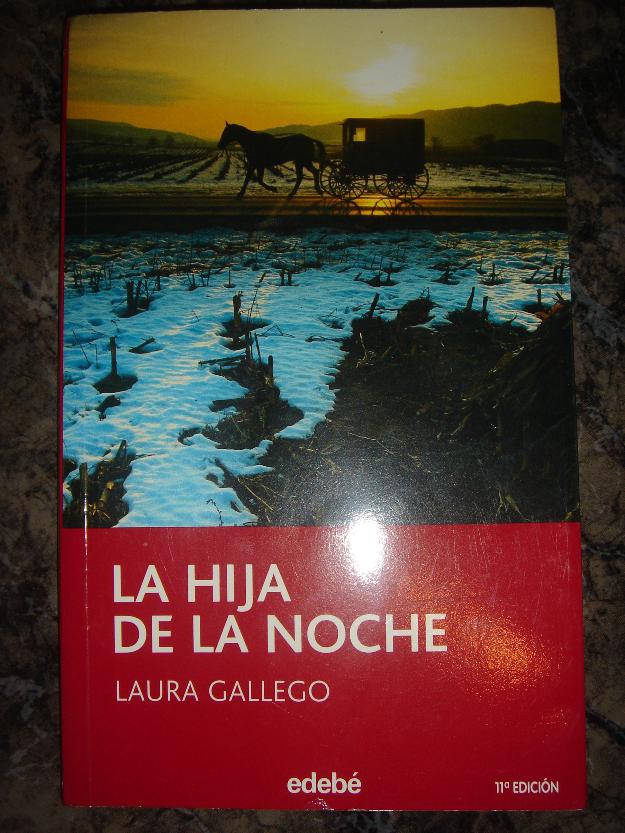 LA HIJA
DE LA NOCHE
LAURA GALLEGO
edebé
11ª EDICIÓN